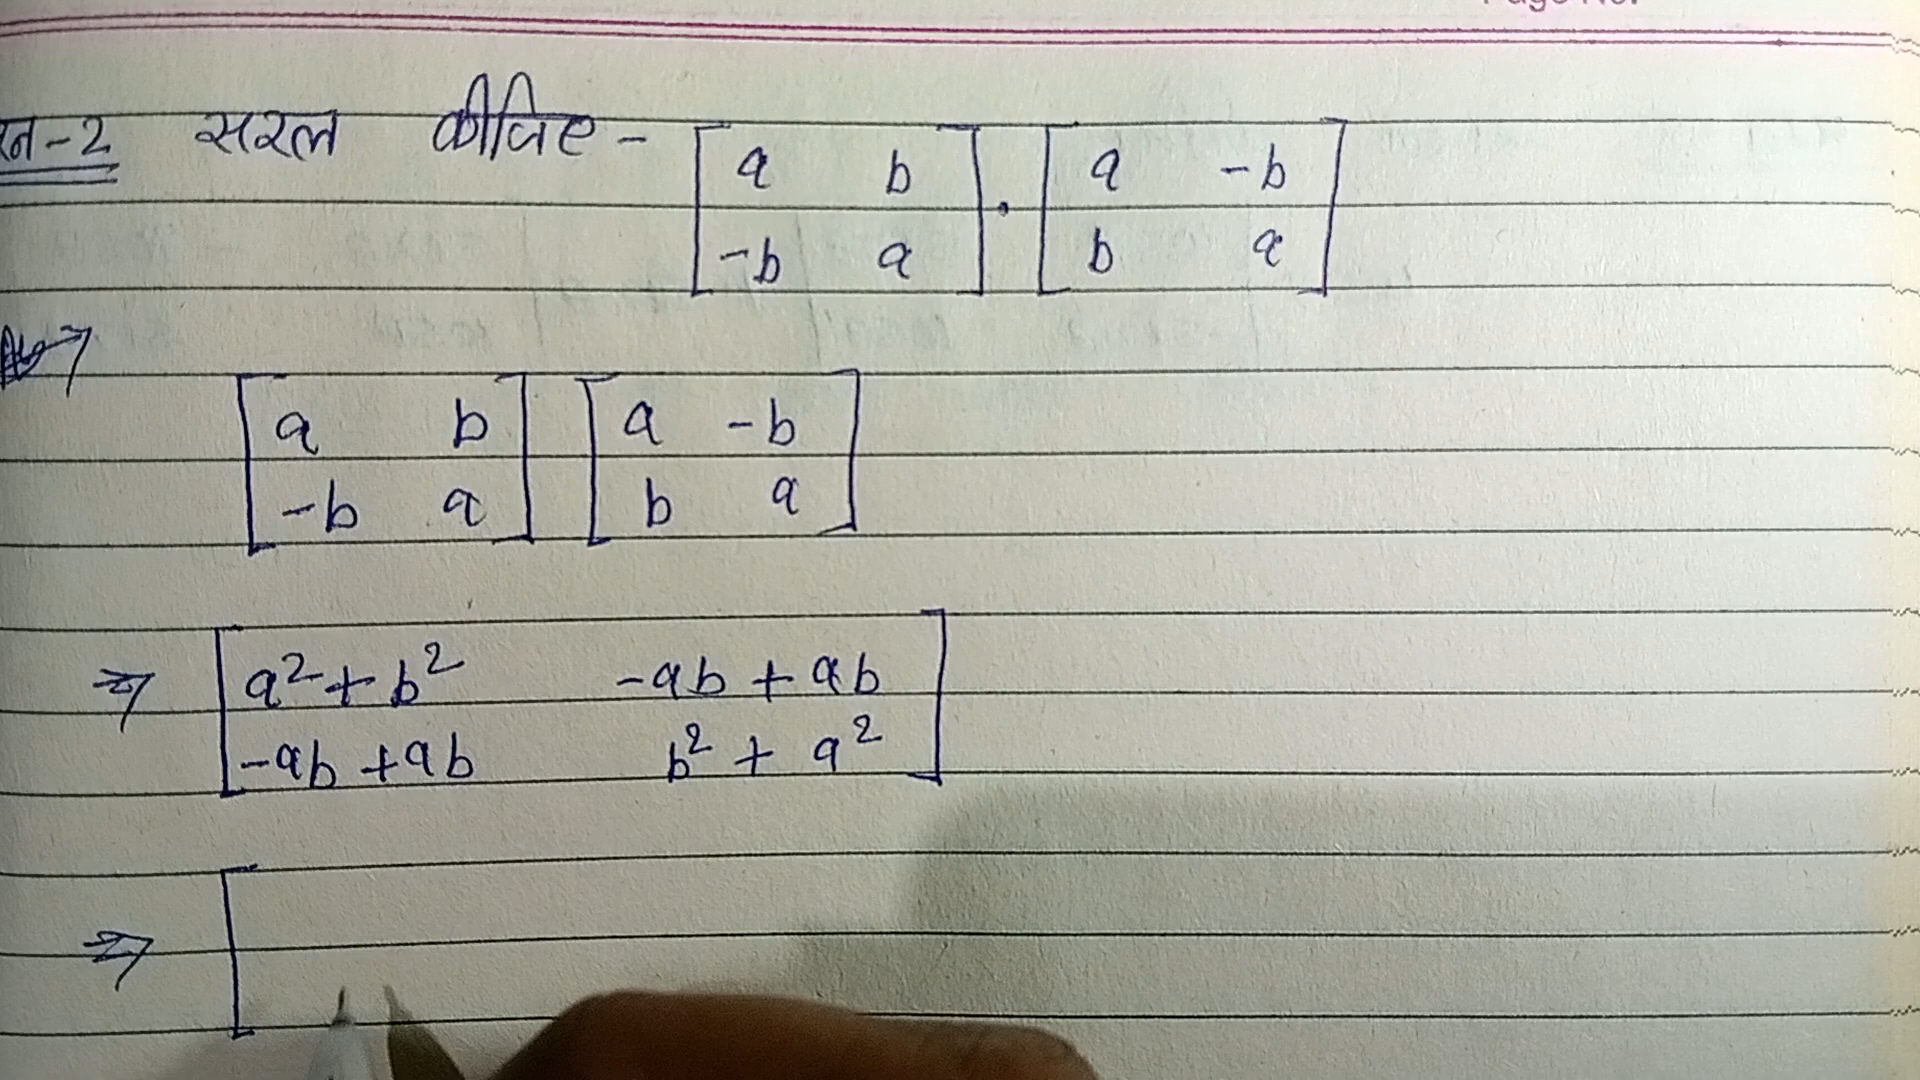 न-2 सरल कीजिए - [ a b ] . [ a -b ]
[ -b a ] [ b a ]
[ a b ] [ a -b ]
[ -b a ] [ b a ]
⇒ [ a² + b² -ab + ab ]
[ -ab + ab b² + a² ]
⇒ [